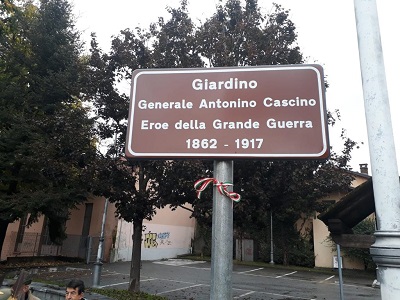 Giardino
Generale Antonino Cascino
Eroe della Grande Guerra
1862 - 1917